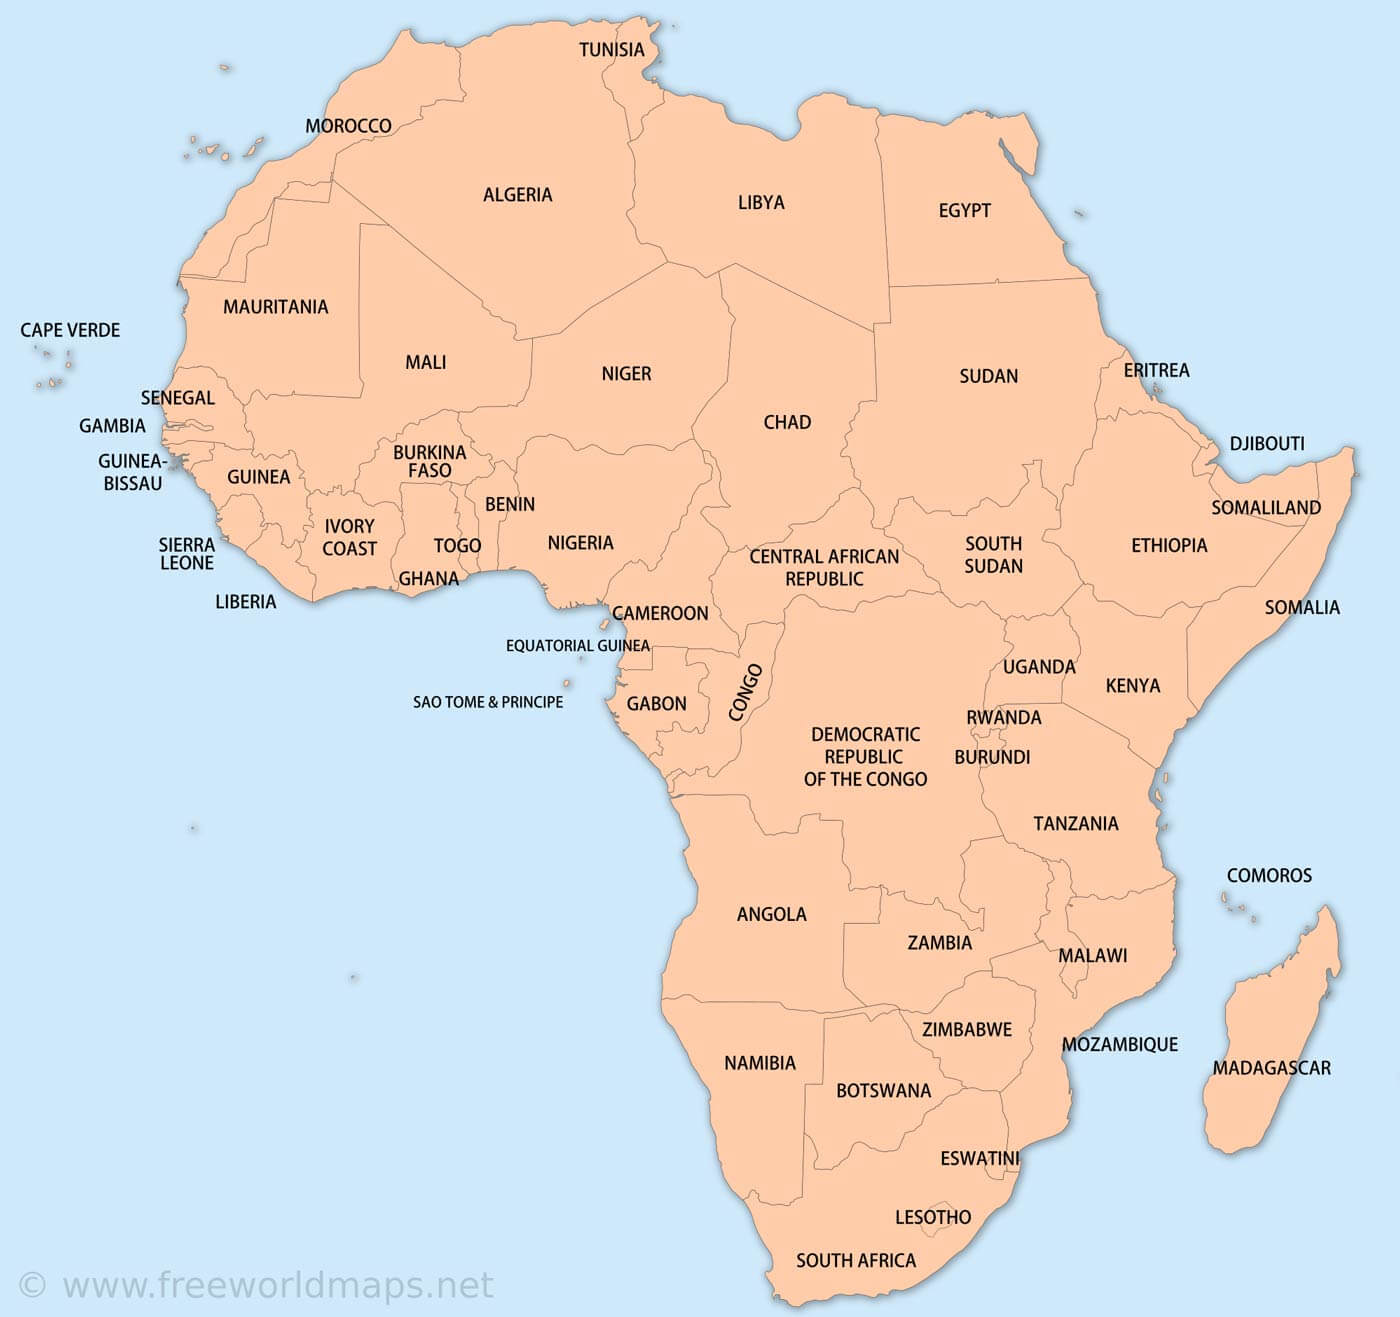 TUNISIA
MOROCCO
ALGERIA
LIBYA
EGYPT
MAURITANIA
CAPE VERDE
MALI
NIGER
SUDAN
ERITREA
SENEGAL
CHAD
GAMBIA
DJIBOUTI
BURKINA
FASO
GUINEA-
BISSAU
GUINEA
BENIN
SOMALILAND
IVORY
COAST
TOGO
NIGERIA
SIERRA
LEONE
CENTRAL AFRICAN
REPUBLIC
SOUTH
SUDAN
ETHIOPIA
GHANA
LIBERIA
SOMALIA
CAMEROON
EQUATORIAL GUINEA
UGANDA
KENYA
SAO TOME & PRINCIPE
GABON
CONGO
RWANDA
DEMOCRATIC
REPUBLIC
OF THE CONGO
BURUNDI
TANZANIA
COMOROS
ANGOLA
ZAMBIA
MALAWI
ZIMBABWE
MOZAMBIQUE
NAMIBIA
MADAGASCAR
BOTSWANA
ESWATINI
LESOTHO
SOUTH AFRICA
© www.freeworldmaps.net